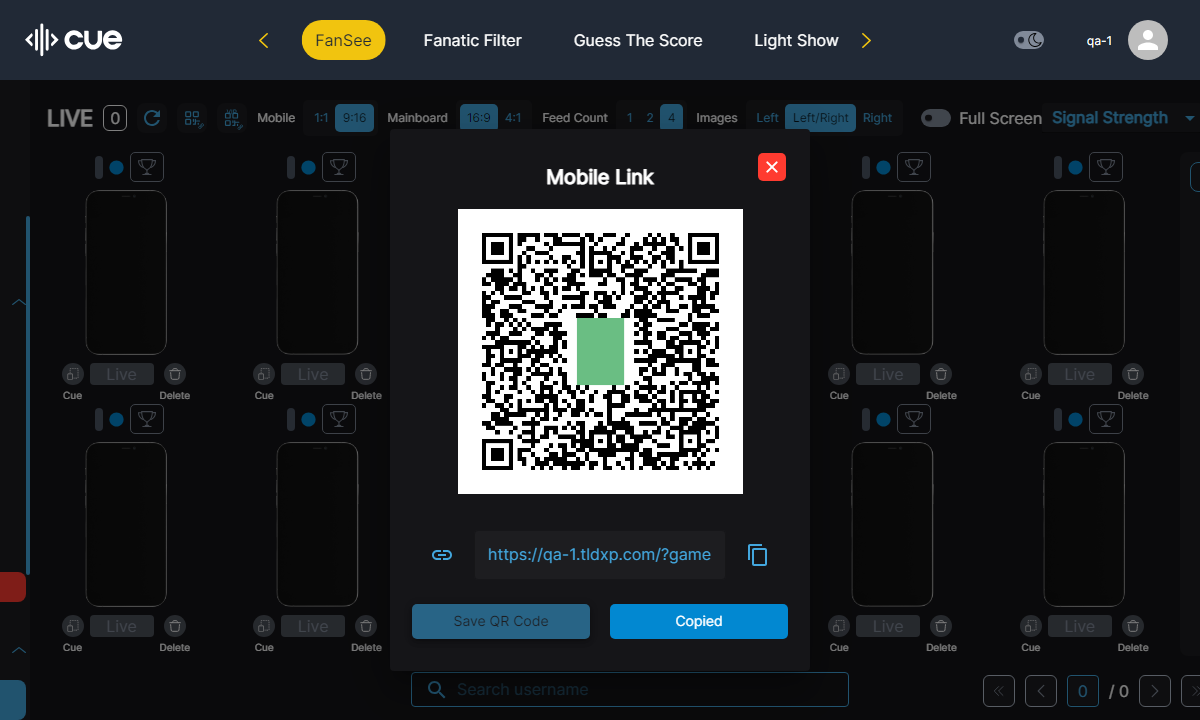 cue
FanSee
Fanatic Filter
Guess The Score
Light Show
qa-1
LIVE 0
Mobile 1:1 9:16
Mainboard 16:9 4:1
Feed Count 1 2 4
Images Left Left/Right Right
Full Screen
Signal Strength
Mobile Link
Live Live Live Live
Cue Delete Cue Delete Cue Delete Cue Delete
https://qa-1.tldxp.com/?game
Save QR Code
Copied
Live Live Live Live
Cue Delete Cue Delete Cue Delete Cue Delete
Search username
0 / 0